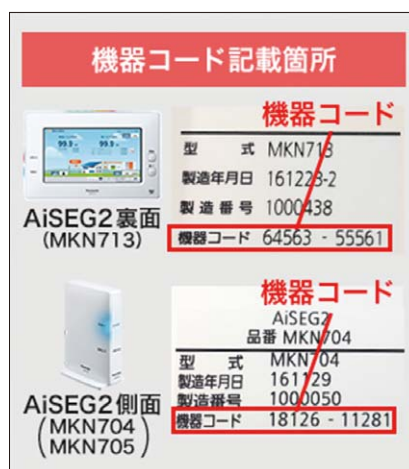 機器コード記載箇所
機器コード
型 式 MKN713
製造年月日 161223-2
製造番号 1000438
機器コード 64563 - 55561
AiSEG2裏面
(MKN713)
機器コード
AiSEG2
品番 MKN704
型 式 MKN704
製造年月日 161129
製造番号 1000050
機器コード 18126 - 11281
AiSEG2側面
(MKN704
MKN705)